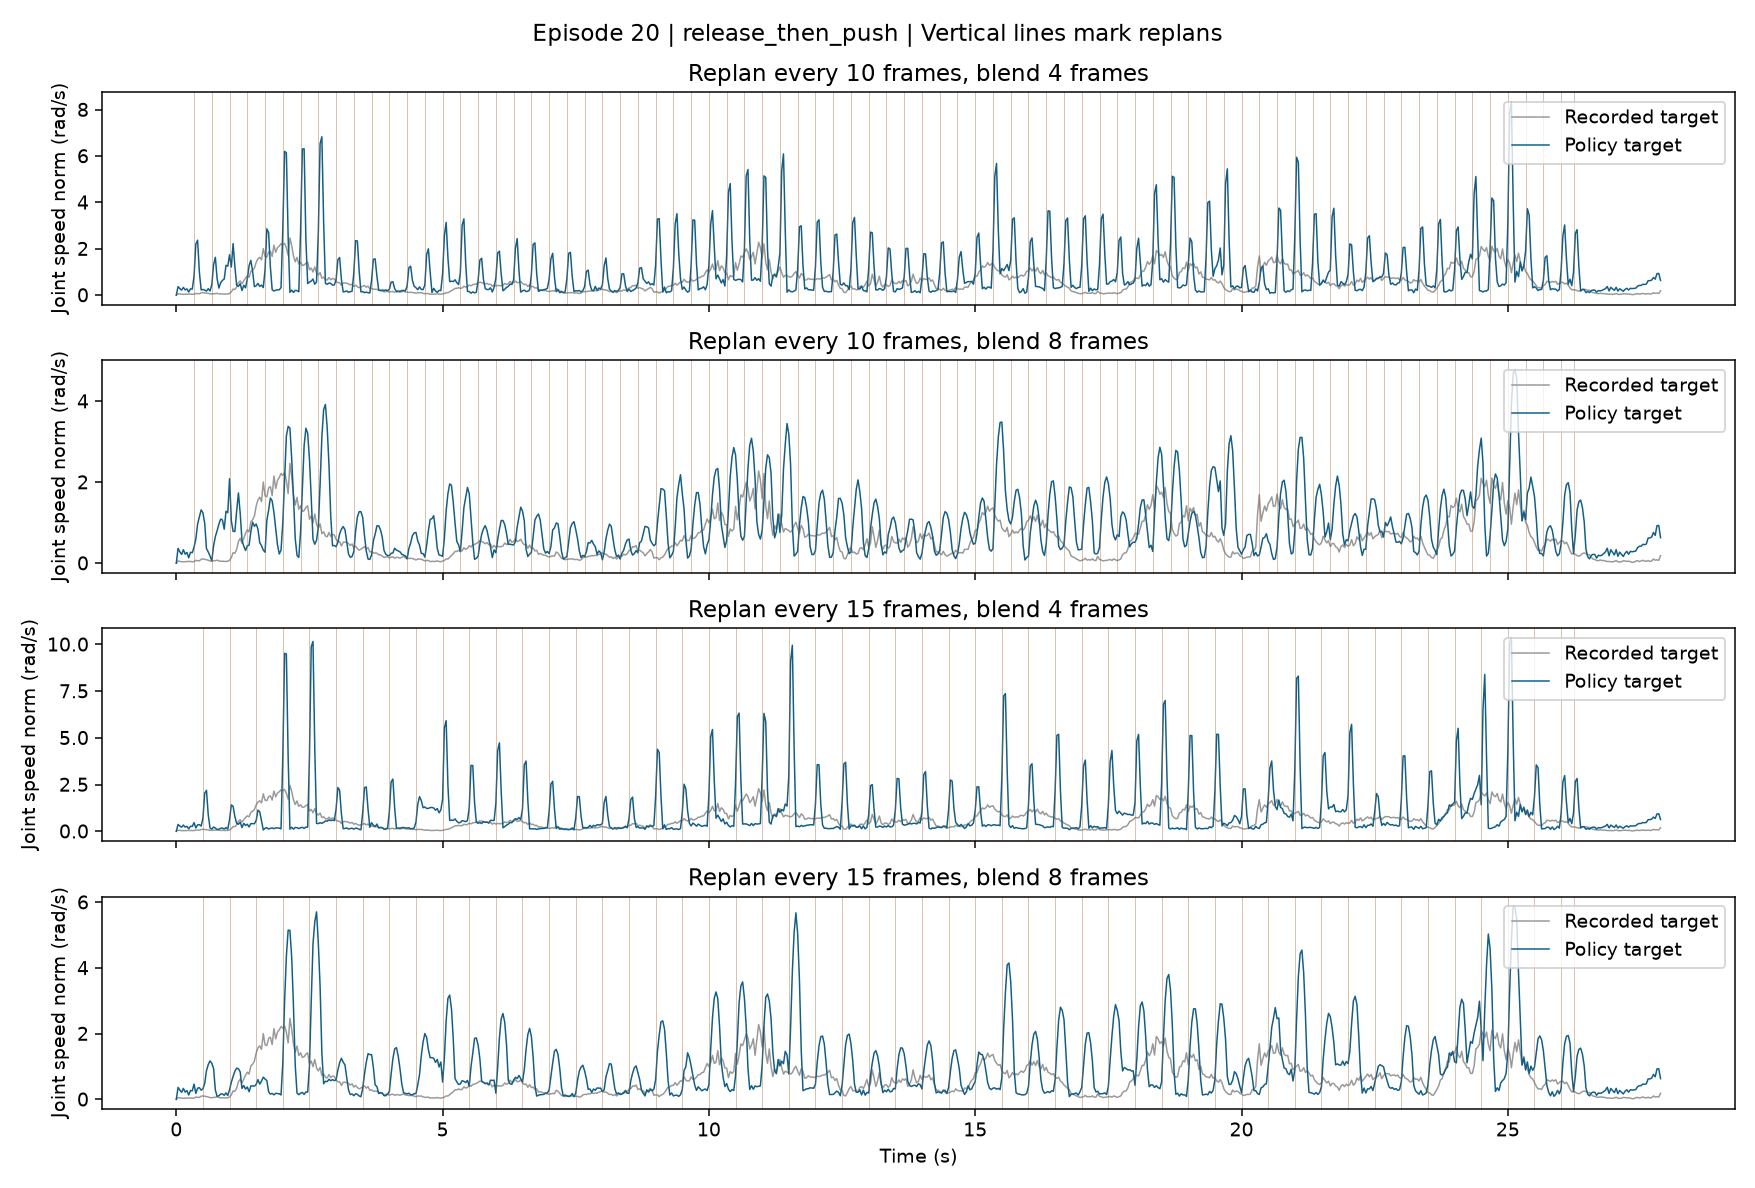 Episode 20 | release_then_push | Vertical lines mark replans
Replan every 10 frames, blend 4 frames
Joint speed norm (rad/s)
8
6
4
2
0
Recorded target
Policy target
Replan every 10 frames, blend 8 frames
Joint speed norm (rad/s)
4
2
0
Recorded target
Policy target
Replan every 15 frames, blend 4 frames
Joint speed norm (rad/s)
10.0
7.5
5.0
2.5
0.0
Recorded target
Policy target
Replan every 15 frames, blend 8 frames
Joint speed norm (rad/s)
6
4
2
0
Recorded target
Policy target
0 5 10 15 20 25
Time (s)